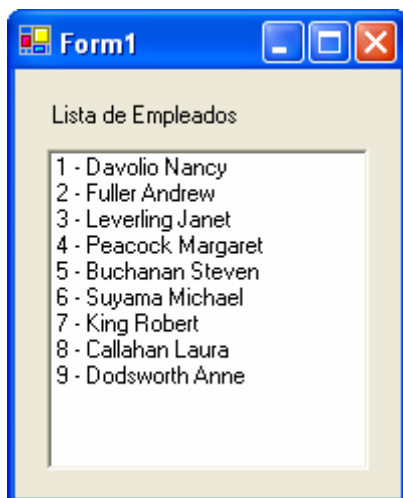 Form1
Lista de Empleados
1 - Davolio Nancy
2 - Fuller Andrew
3 - Leverling Janet
4 - Peacock Margaret
5 - Buchanan Steven
6 - Suyama Michael
7 - King Robert
8 - Callahan Laura
9 - Dodsworth Anne